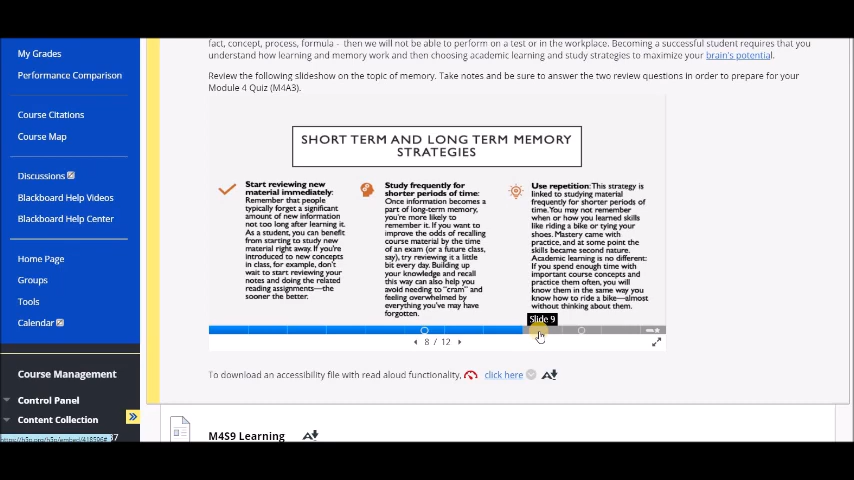 My Grades
Performance Comparison
Course Citations
Course Map
Discussions
Blackboard Help Videos
Blackboard Help Center
Home Page
Groups
Tools
Calendar
Course Management
Control Panel
Content Collection
fact, concept, process, formula - then we will not be able to perform on a test or in the workplace. Becoming a successful student requires that you
understand how learning and memory work and then choosing academic learning and study strategies to maximize your brain's potential.
Review the following slideshow on the topic of memory. Take notes and be sure to answer the two review questions in order to prepare for your
Module 4 Quiz (M4A3).
SHORT TERM AND LONG TERM MEMORY
STRATEGIES
Start reviewing new
material immediately:
Remember that people
typically forget a significant
amount of new information
not too long after learning it.
As a student, you can benefit
from starting to study new
material right away. If you're
introduced to new concepts
in class, for example, don't
wait to start reviewing your
notes and doing the related
reading assignments—the
sooner the better.
Study frequently for
shorter periods of time:
Once information becomes a
part of long-term memory,
you're more likely to
remember it. If you want to
improve the odds of recalling
course material by the time
of an exam (or a future class,
say), try reviewing it a little
bit every day. Building up
your knowledge and recall
this way can also help you
avoid needing to "cram" and
feeling overwhelmed by
everything you've may have
forgotten.
Use repetition: This strategy is
linked to studying material
frequently for shorter periods of
time. You may not remember
when or how you learned skills
like riding a bike or tying your
shoes. Mastery came with
practice, and at some point the
skills became second nature.
Academic learning is no different:
If you spend enough time with
important course concepts and
practice them often, you will
know them in the same way you
know how to ride a bike—almost
without thinking about them.
Slide 9
8 / 12
To download an accessibility file with read aloud functionality, click here
M4S9 Learning